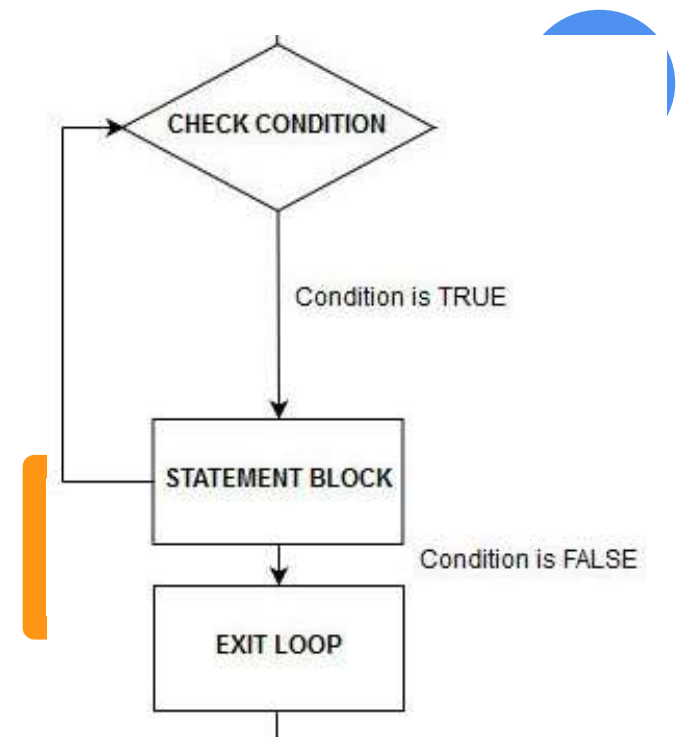 CHECK CONDITION
Condition is TRUE
STATEMENT BLOCK
Condition is FALSE
EXIT LOOP